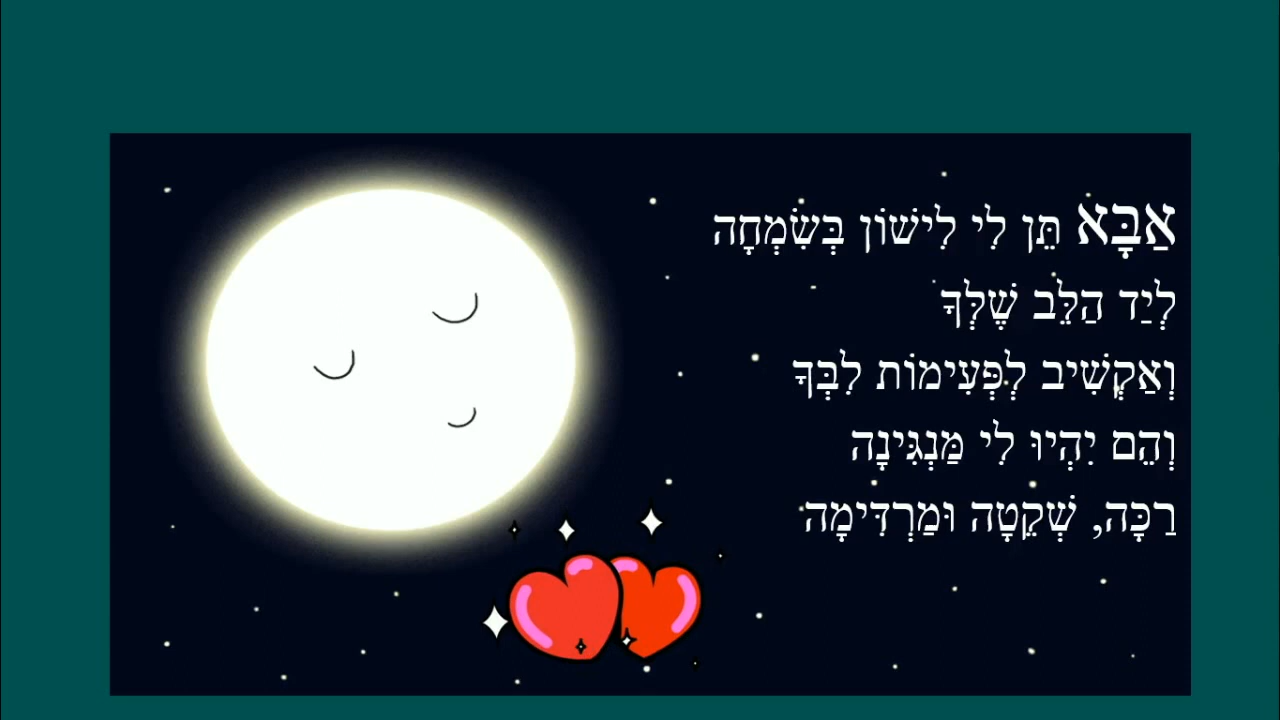 אַבָּא תֵּן לִי לִישׁוֹן בְּשִׂמְחָה
לְיַד הַלֵּב שֶׁלְּךָ
וְאַקְשִׁיב לְפְּעִימוֹת לִבְּךָ
וְהֵם יִהְיוּ לִי מַּנְגִּינָה
רַכָּה, שְׁקֵטָה וּמַרְדִּימָה